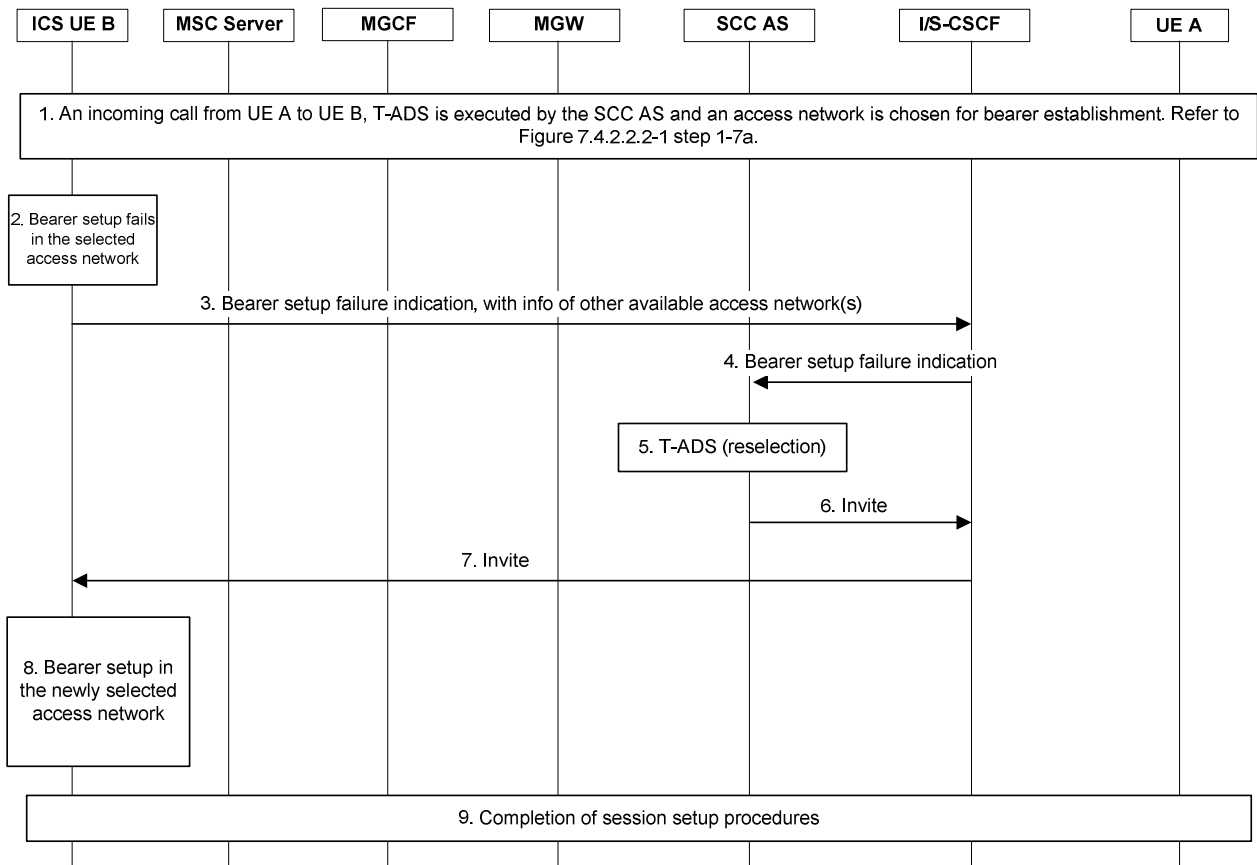 ICS UE B
MSC Server
MGCF
MGW
SCC AS
I/S-CSCF
UE A
1. An incoming call from UE A to UE B, T-ADS is executed by the SCC AS and an access network is chosen for bearer establishment. Refer to
Figure 7.4.2.2.2-1 step 1-7a.
2. Bearer setup fails
in the selected
access network
3. Bearer setup failure indication, with info of other available access network(s)
4. Bearer setup failure indication
5. T-ADS (reselection)
6. Invite
7. Invite
8. Bearer setup in
the newly selected
access network
9. Completion of session setup procedures